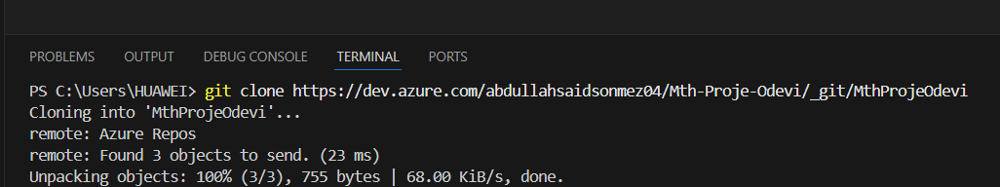 PROBLEMS OUTPUT DEBUG CONSOLE TERMINAL PORTS
PS C:\Users\HUAWEI> git clone https://dev.azure.com/abdullahsaidsonmez04/Mth-Proje-Odevi/_git/MthProjeOdevi
Cloning into 'MthProjeOdevi'...
remote: Azure Repos
remote: Found 3 objects to send. (23 ms)
Unpacking objects: 100% (3/3), 755 bytes | 68.00 KiB/s, done.